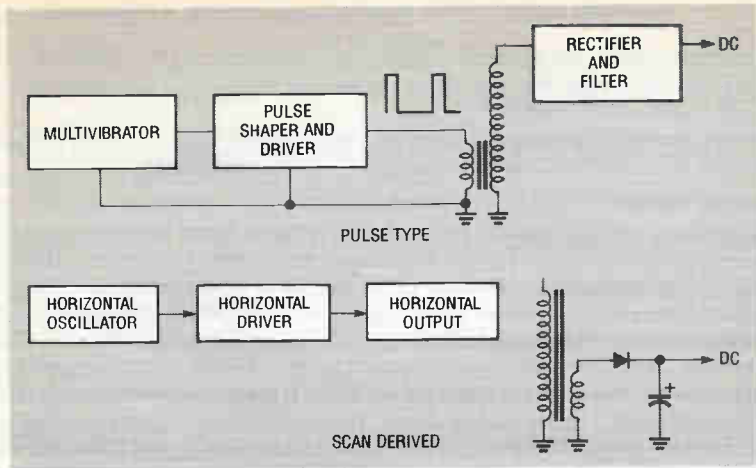 RECTIFIER
AND
FILTER
DC
MULTIVIBRATOR
PULSE
SHAPER AND
DRIVER
PULSE TYPE
HORIZONTAL
OSCILLATOR
HORIZONTAL
DRIVER
HORIZONTAL
OUTPUT
DC
+
SCAN DERIVED